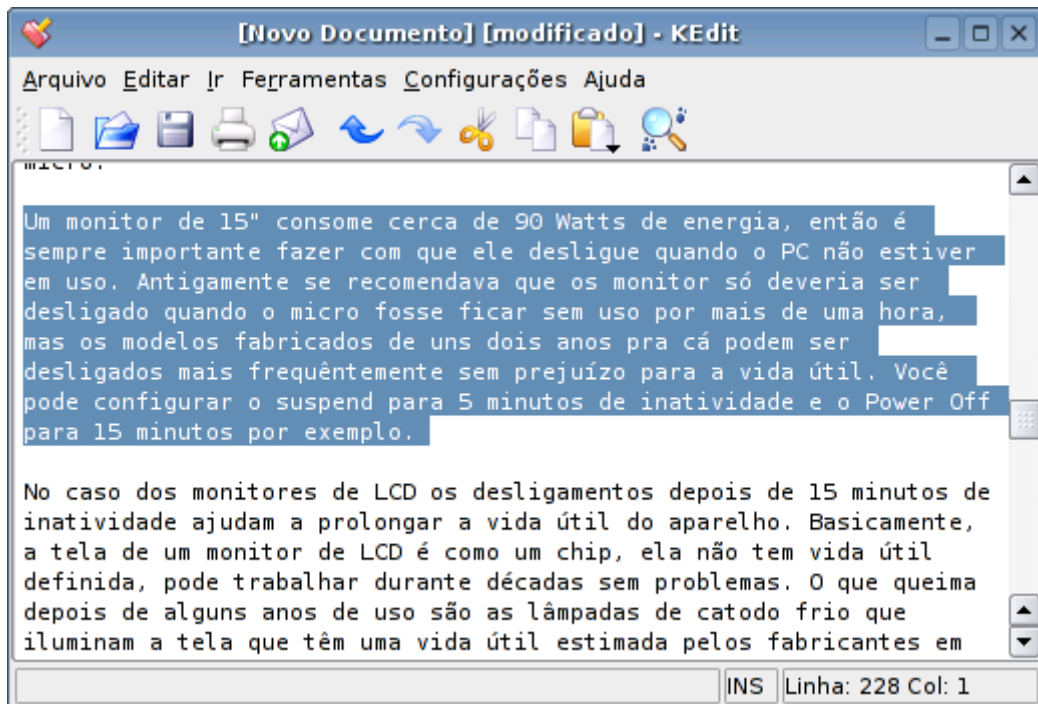 [Novo Documento] [modificado] - KEdit
Arquivo Editar Ir Ferramentas Configurações Ajuda
micro.
Um monitor de 15" consome cerca de 90 Watts de energia, então é
sempre importante fazer com que ele desligue quando o PC não estiver
em uso. Antigamente se recomendava que os monitor só deveria ser
desligado quando o micro fosse ficar sem uso por mais de uma hora,
mas os modelos fabricados de uns dois anos pra cá podem ser
desligados mais frequêntemente sem prejuízo para a vida útil. Você
pode configurar o suspend para 5 minutos de inatividade e o Power Off
para 15 minutos por exemplo.
No caso dos monitores de LCD os desligamentos depois de 15 minutos de
inatividade ajudam a prolongar a vida útil do aparelho. Basicamente,
a tela de um monitor de LCD é como um chip, ela não tem vida útil
definida, pode trabalhar durante décadas sem problemas. O que queima
depois de alguns anos de uso são as lâmpadas de catodo frio que
iluminam a tela que têm uma vida útil estimada pelos fabricantes em
INS Linha: 228 Col: 1